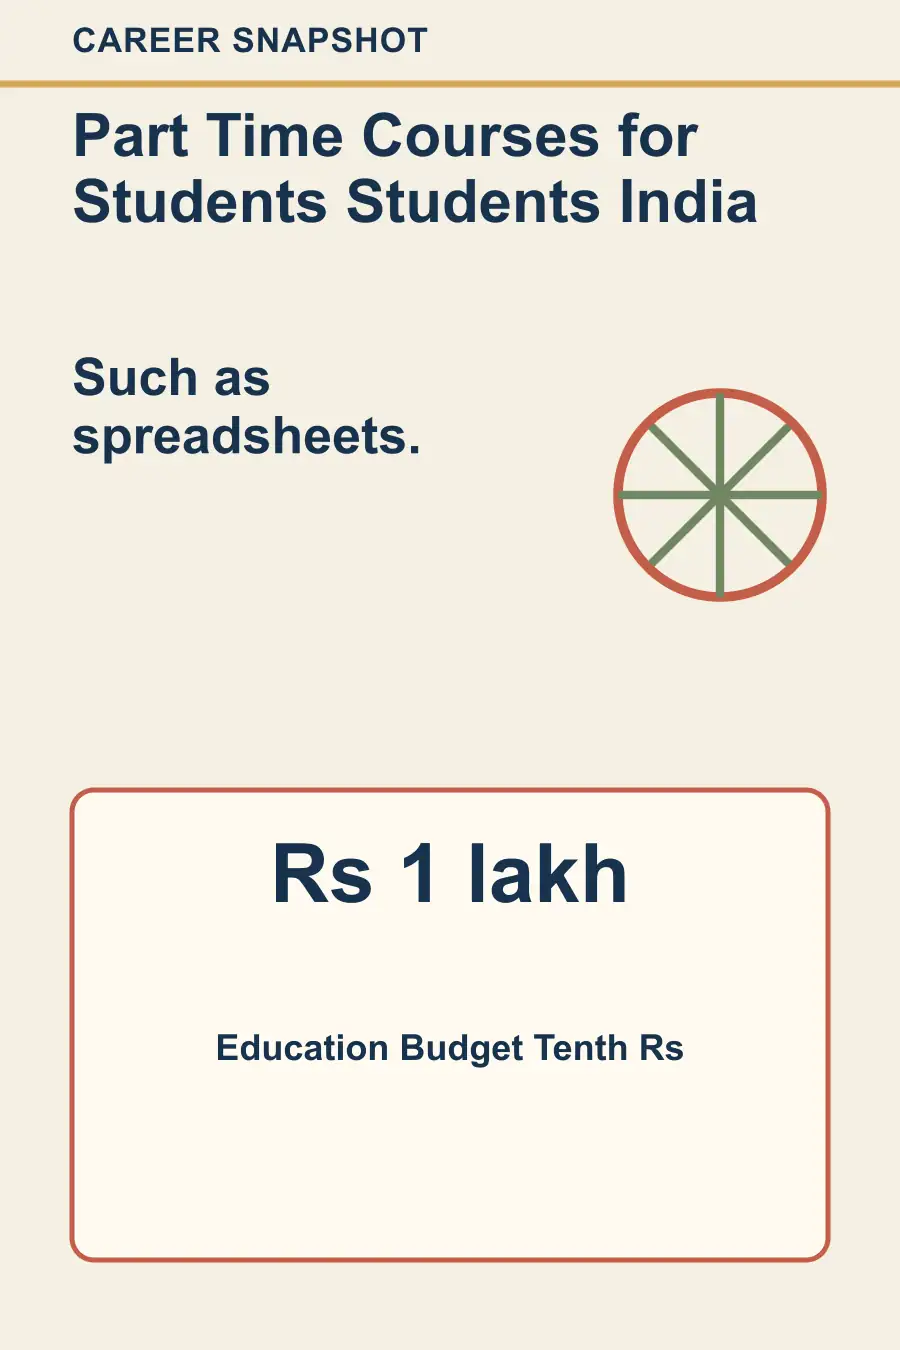 CAREER SNAPSHOT
Part Time Courses for
Students Students India
Such as
spreadsheets.
Rs 1 lakh
Education Budget Tenth Rs